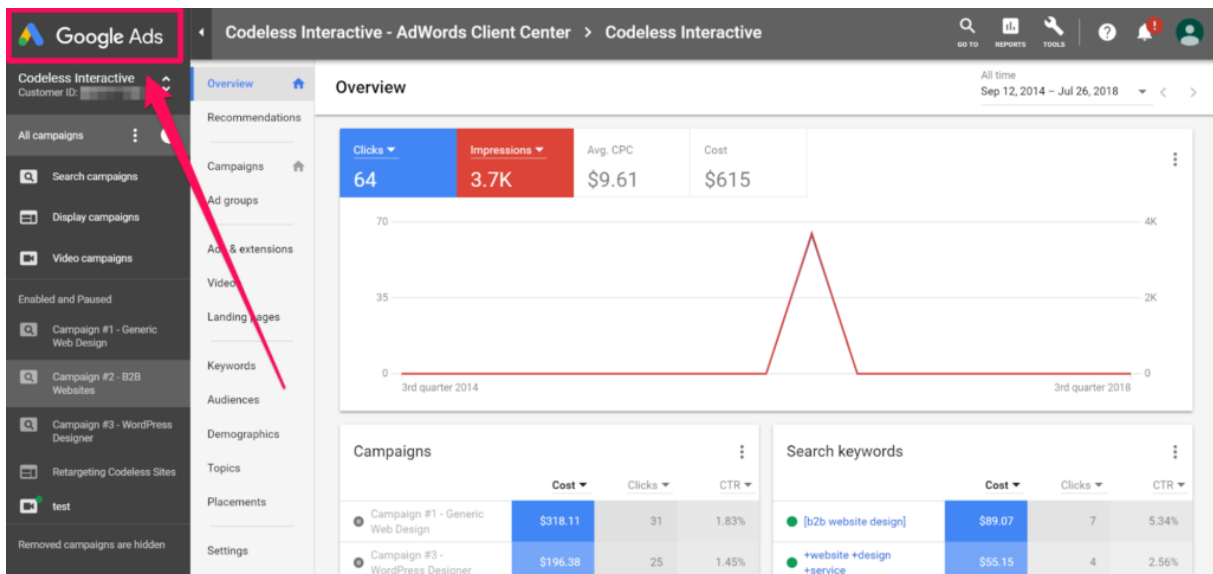 Google Ads
Codeless Interactive - AdWords Client Center > Codeless Interactive
GO TO
REPORTS
TOOLS
?
!
Codeless Interactive
Customer ID:
All campaigns
Search campaigns
Display campaigns
Video campaigns
Enabled and Paused
Campaign #1 - Generic
Web Design
Campaign #2 - B2B
Websites
Campaign #3 - WordPress
Designer
Retargeting Codeless Sites
test
Removed campaigns are hidden
Overview
Recommendations
Campaigns
Ad groups
Ads & extensions
Videos
Landing pages
Keywords
Audiences
Demographics
Topics
Placements
Settings
Overview
All time
Sep 12, 2014 – Jul 26, 2018
Clicks
64
Impressions
3.7K
Avg. CPC
$9.61
Cost
$615
70
4K
35
2K
0
0
3rd quarter 2014
3rd quarter 2018
Campaigns
Cost Clicks CTR
Campaign #1 - Generic
Web Design
$318.11 31 1.83%
Campaign #3 -
WordPress Designer
$196.38 25 1.45%
Search keywords
Cost Clicks CTR
[b2b website design] $89.07 7 5.34%
+website +design
+service
$55.15 4 2.56%